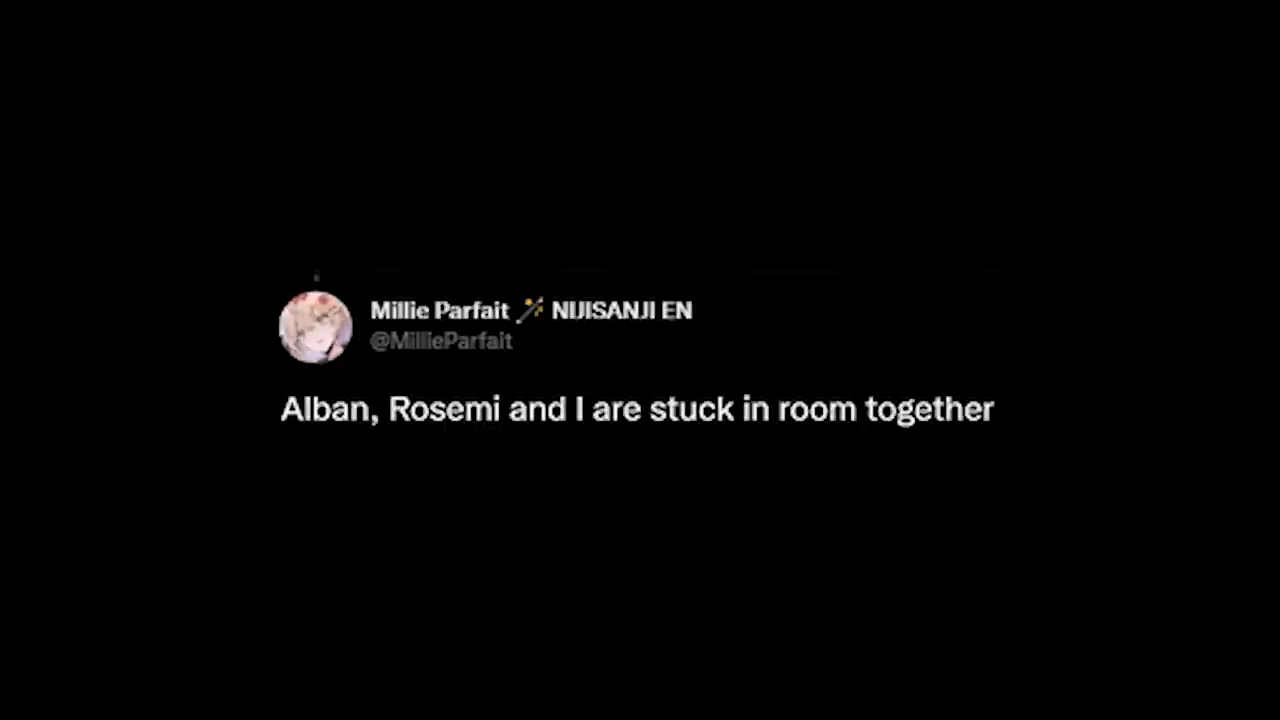 Millie Parfait 🪄 NIJISANJI EN
@MillieParfait
Alban, Rosemi and I are stuck in room together